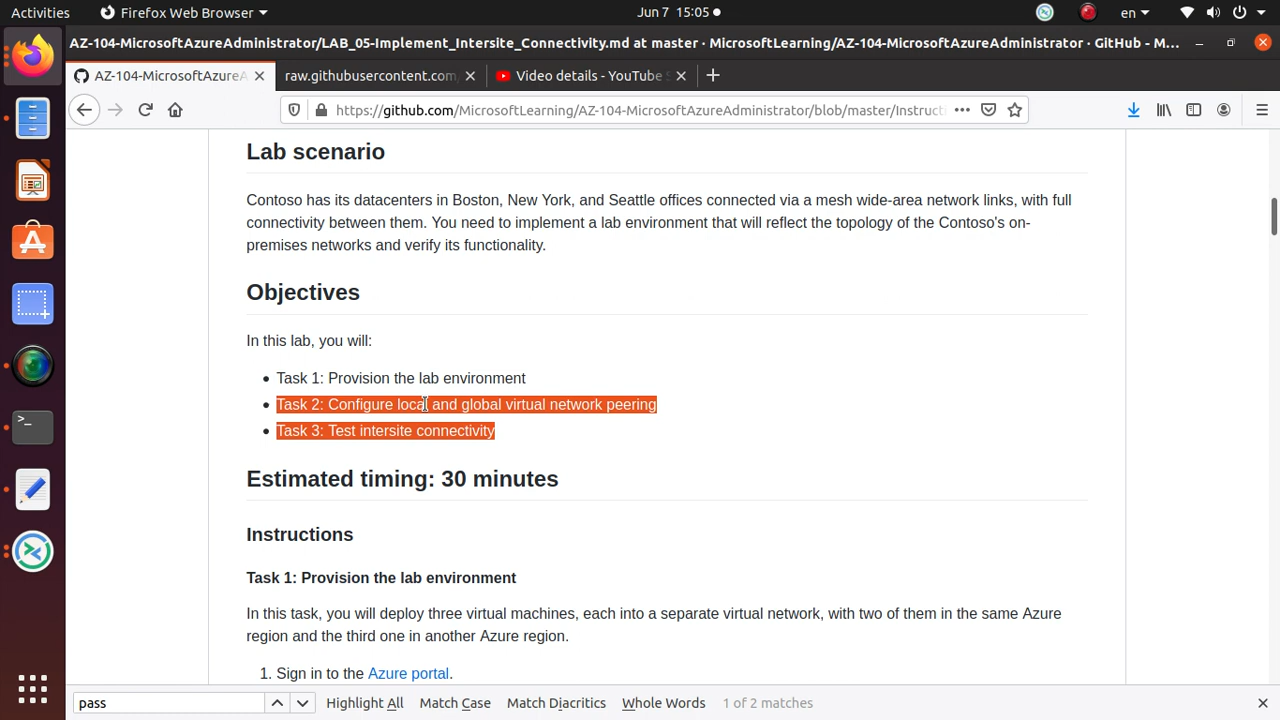 Activities
Firefox Web Browser
Jun 7 15:05
en
AZ-104-MicrosoftAzureAdministrator/LAB_05-Implement_Intersite_Connectivity.md at master · MicrosoftLearning/AZ-104-MicrosoftAzureAdministrator · GitHub - M...
AZ-104-MicrosoftAzureA
raw.githubusercontent.com
Video details - YouTube
https://github.com/MicrosoftLearning/AZ-104-MicrosoftAzureAdministrator/blob/master/Instruct
Lab scenario
Contoso has its datacenters in Boston, New York, and Seattle offices connected via a mesh wide-area network links, with full
connectivity between them. You need to implement a lab environment that will reflect the topology of the Contoso's on-
premises networks and verify its functionality.
Objectives
In this lab, you will:
• Task 1: Provision the lab environment
• Task 2: Configure local and global virtual network peering
• Task 3: Test intersite connectivity
Estimated timing: 30 minutes
Instructions
Task 1: Provision the lab environment
In this task, you will deploy three virtual machines, each into a separate virtual network, with two of them in the same Azure
region and the third one in another Azure region.
1. Sign in to the Azure portal.
pass
Highlight All
Match Case
Match Diacritics
Whole Words
1 of 2 matches